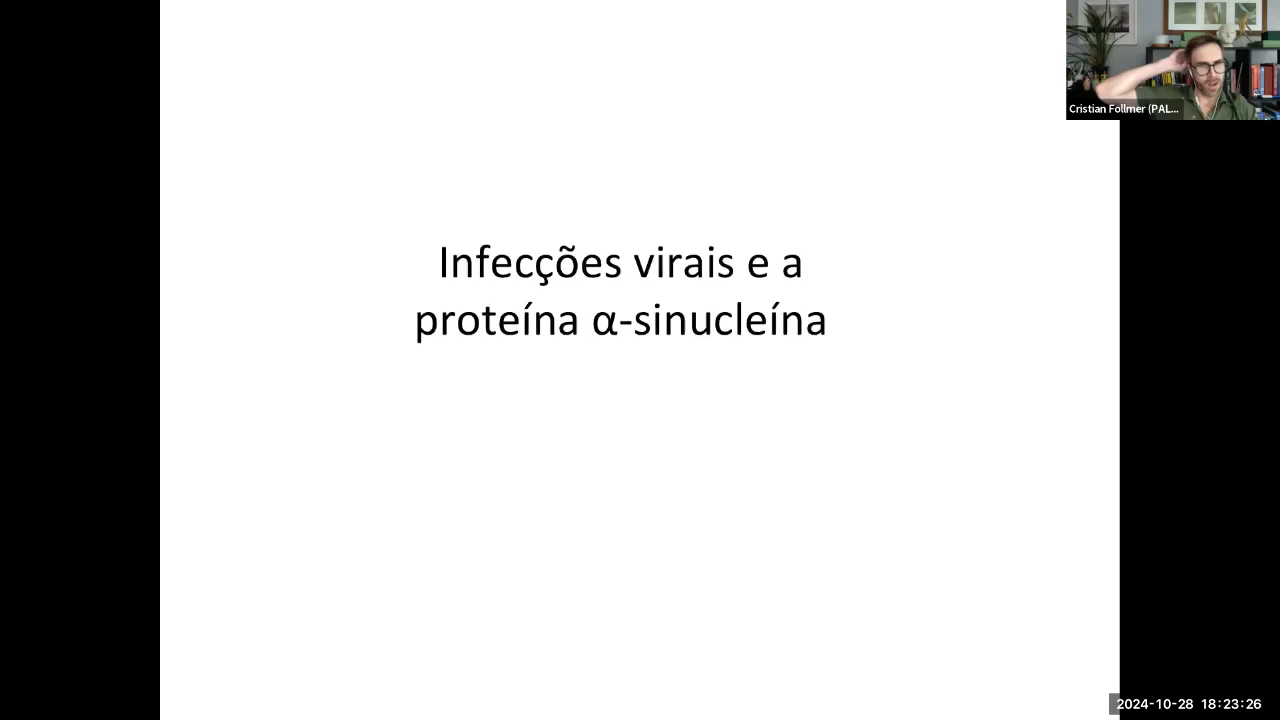 Cristian Follmer (PAL...
Infecções virais e a
proteína α-sinucleína
2024-10-28 18:23:26